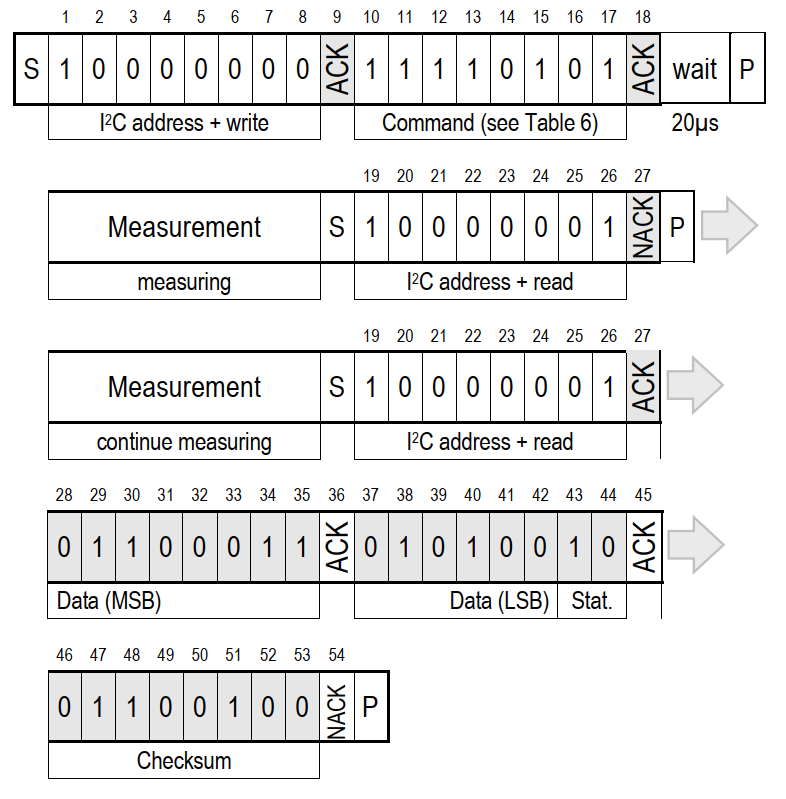 1 2 3 4 5 6 7 8 9 10 11 12 13 14 15 16 17 18
S 1 0 0 0 0 0 0 0 ACK 1 1 1 1 0 1 0 1 ACK wait P
I²C address + write Command (see Table 6) 20µs
19 20 21 22 23 24 25 26 27
Measurement S 1 0 0 0 0 0 0 1 NACK P
measuring I²C address + read
19 20 21 22 23 24 25 26 27
Measurement S 1 0 0 0 0 0 0 1 ACK
continue measuring I²C address + read
28 29 30 31 32 33 34 35 36 37 38 39 40 41 42 43 44 45
0 1 1 0 0 0 1 1 ACK 0 1 0 1 0 0 1 0 ACK
Data (MSB) Data (LSB) Stat.
46 47 48 49 50 51 52 53 54
0 1 1 0 0 1 0 0 NACK P
Checksum